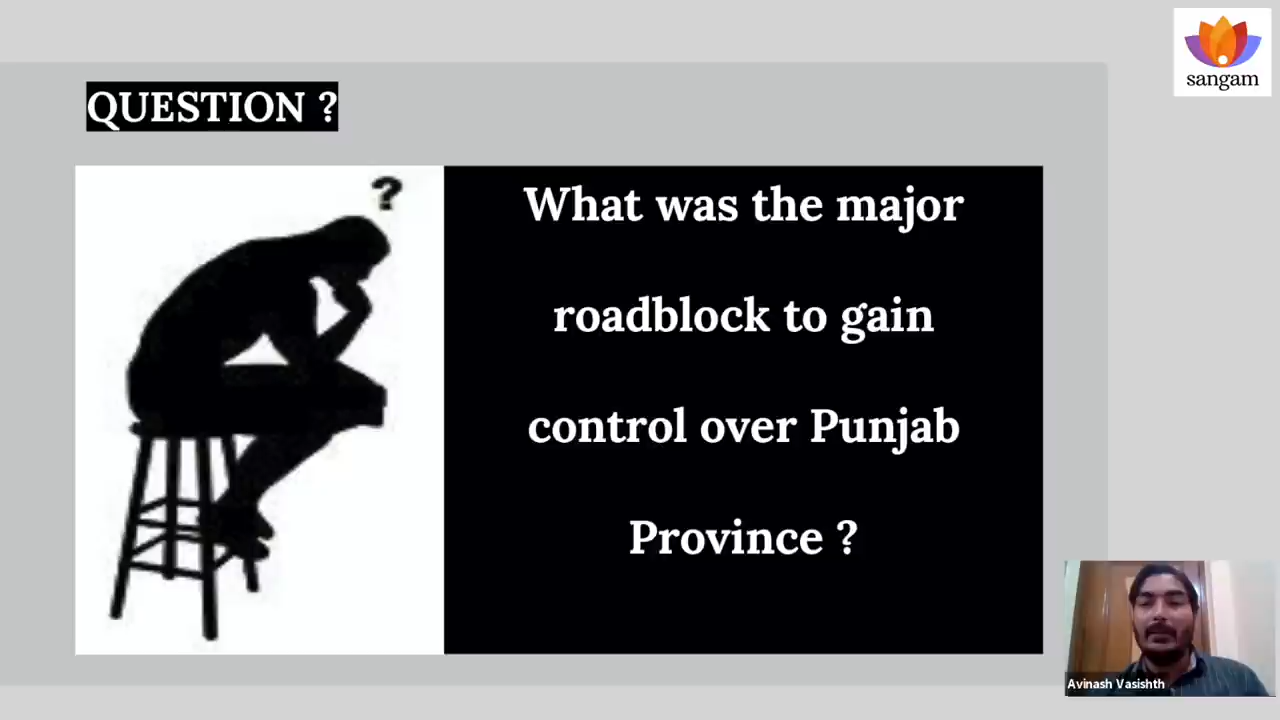 sangam
QUESTION ?
?
What was the major
roadblock to gain
control over Punjab
Province ?
Avinash Vasishth